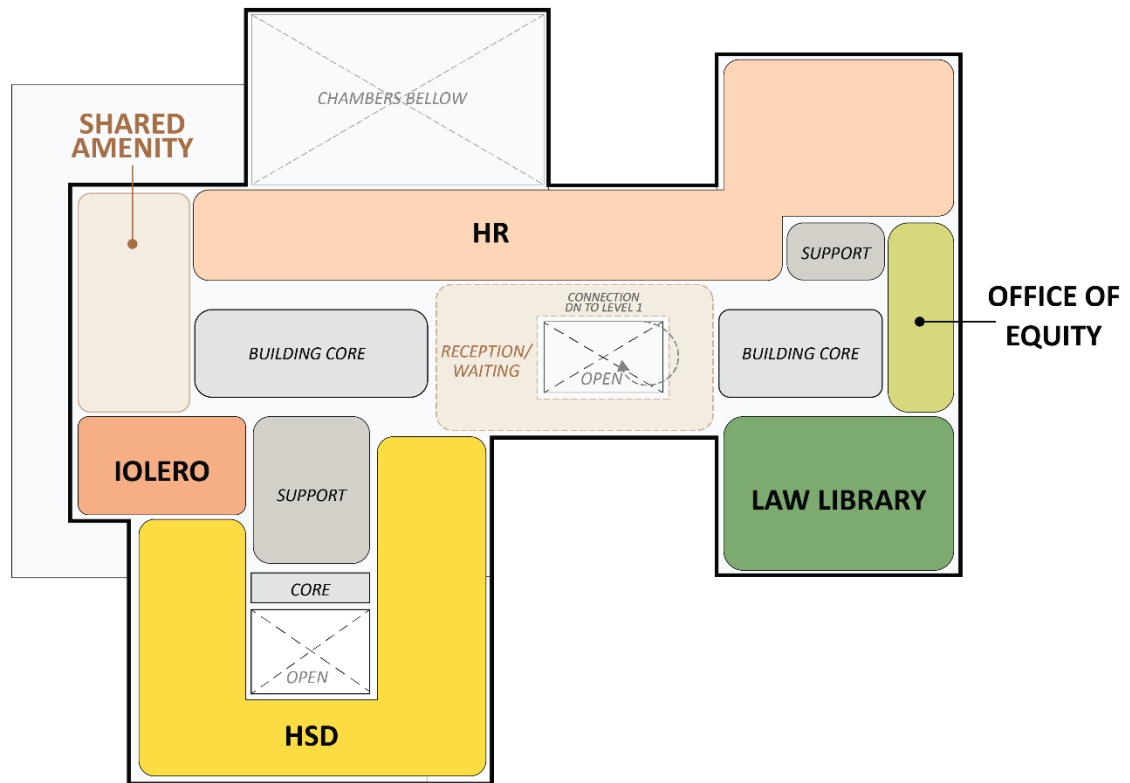 CHAMBERS BELLOW
SHARED
AMENITY
HR
SUPPORT
OFFICE OF
EQUITY
CONNECTION
DN TO LEVEL 1
BUILDING CORE
RECEPTION/
WAITING
OPEN
BUILDING CORE
IOLERO
SUPPORT
LAW LIBRARY
CORE
OPEN
HSD